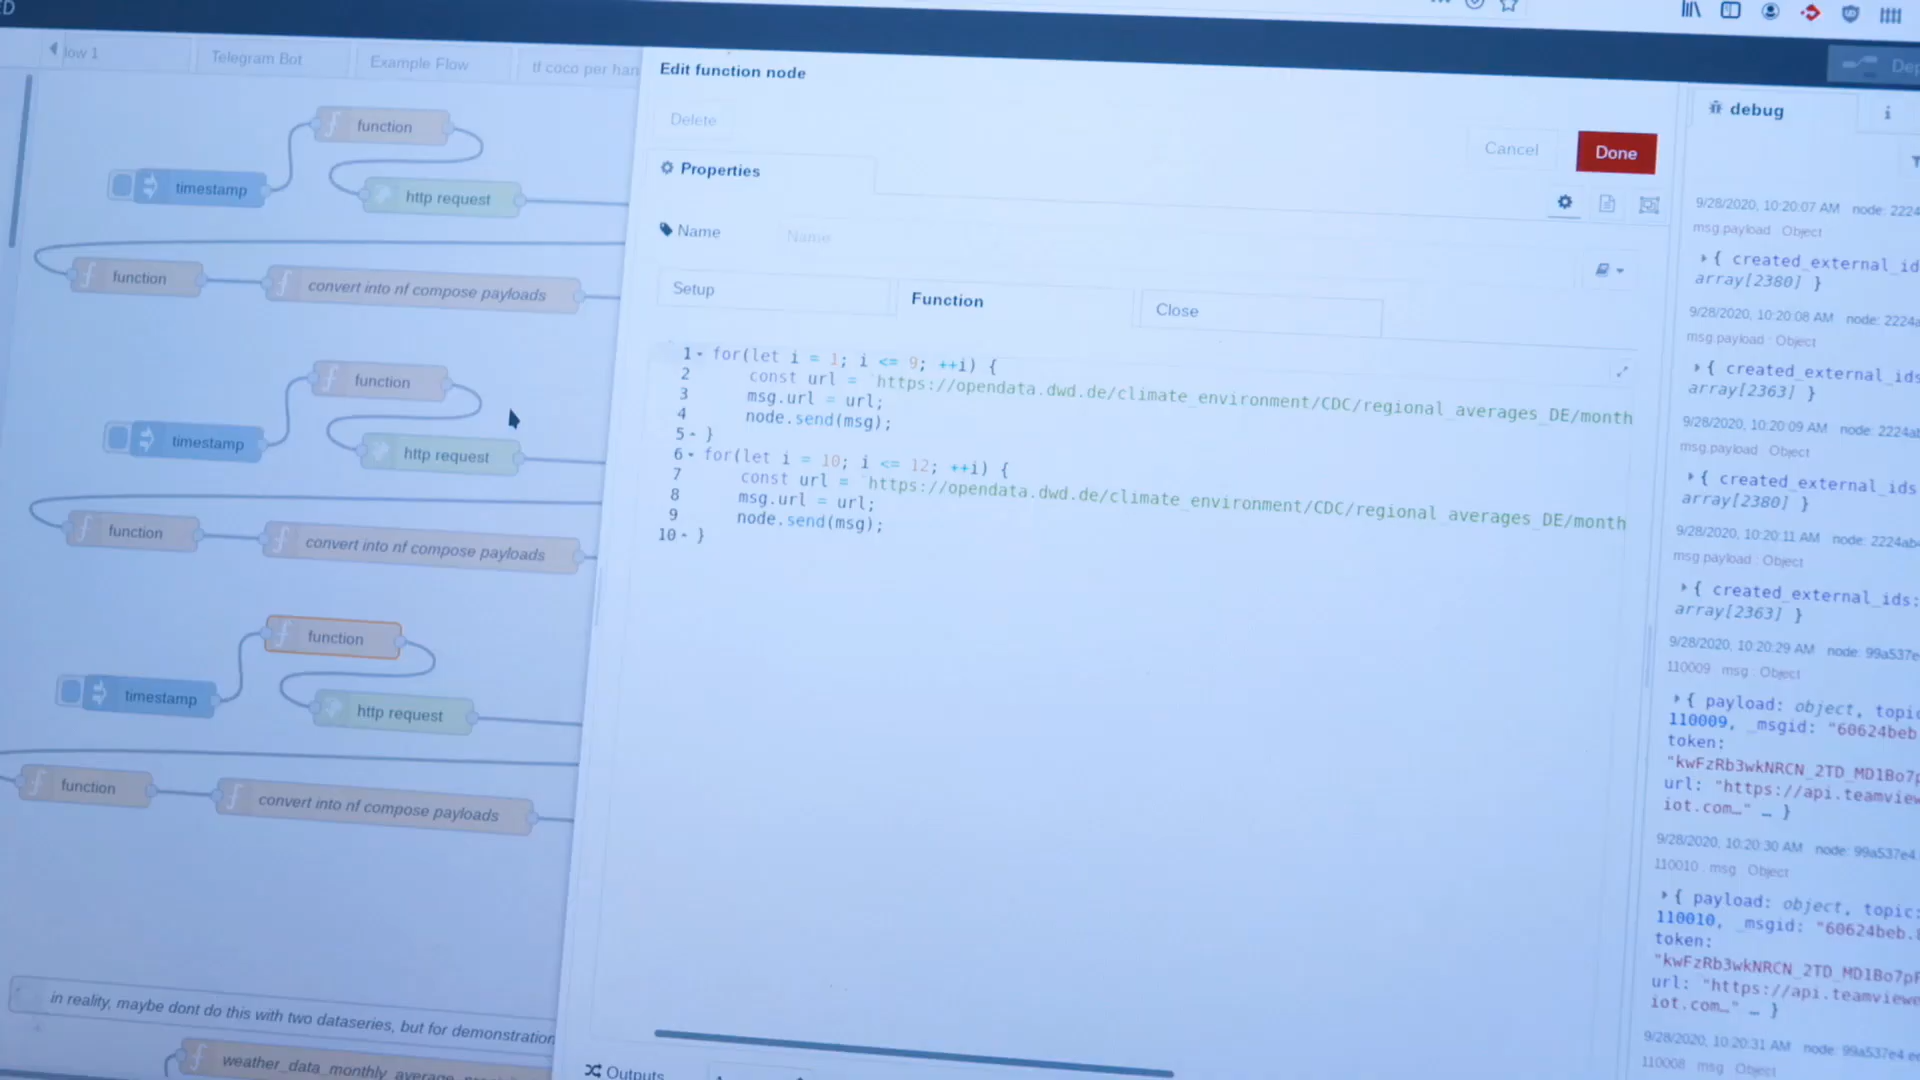 low 1
Telegram Bot
Example Flow
tf coco per han
function
timestamp
http request
function
convert into nf compose payloads
function
timestamp
http request
function
convert into nf compose payloads
function
timestamp
http request
function
convert into nf compose payloads
in reality, maybe dont do this with two dataseries, but for demonstration
weather_data_monthly_average
Edit function node
Delete
Cancel
Done
Properties
Name
Name
Setup
Function
Close
1 for(let i = 1; i <= 9; ++i) {
2 const url = `https://opendata.dwd.de/climate_environment/CDC/regional_averages_DE/month
3 msg.url = url;
4 node.send(msg);
5 }
6 for(let i = 10; i <= 12; ++i) {
7 const url = `https://opendata.dwd.de/climate_environment/CDC/regional_averages_DE/month
8 msg.url = url;
9 node.send(msg);
10 }
Outputs
Dep
debug
i
9/28/2020, 10:20:07 AM node: 2224
msg.payload : Object
{ created_external_id
array[2380] }
9/28/2020, 10:20:08 AM node: 2224a
msg.payload : Object
{ created_external_ids
array[2363] }
9/28/2020, 10:20:09 AM node: 2224ab
msg.payload : Object
{ created_external_ids
array[2380] }
9/28/2020, 10:20:11 AM node: 2224ab
msg.payload : Object
{ created_external_ids:
array[2363] }
9/28/2020, 10:20:29 AM node: 99a537e
110009 : msg : Object
{ payload: object, topic
110009, _msgid: "60624beb
token:
"kwFzRb3wkNRCN_2TD_MD1Bo7p
url: "https://api.teamview
iot.com…" … }
9/28/2020, 10:20:30 AM node: 99a537e4
110010 : msg : Object
{ payload: object, topic:
110010, _msgid: "60624beb.
token:
"kwFzRb3wkNRCN_2TD_MD1Bo7pF
url: "https://api.teamviewe
iot.com…" … }
9/28/2020, 10:20:31 AM node: 99a537e4.e
110008 : msg : Object